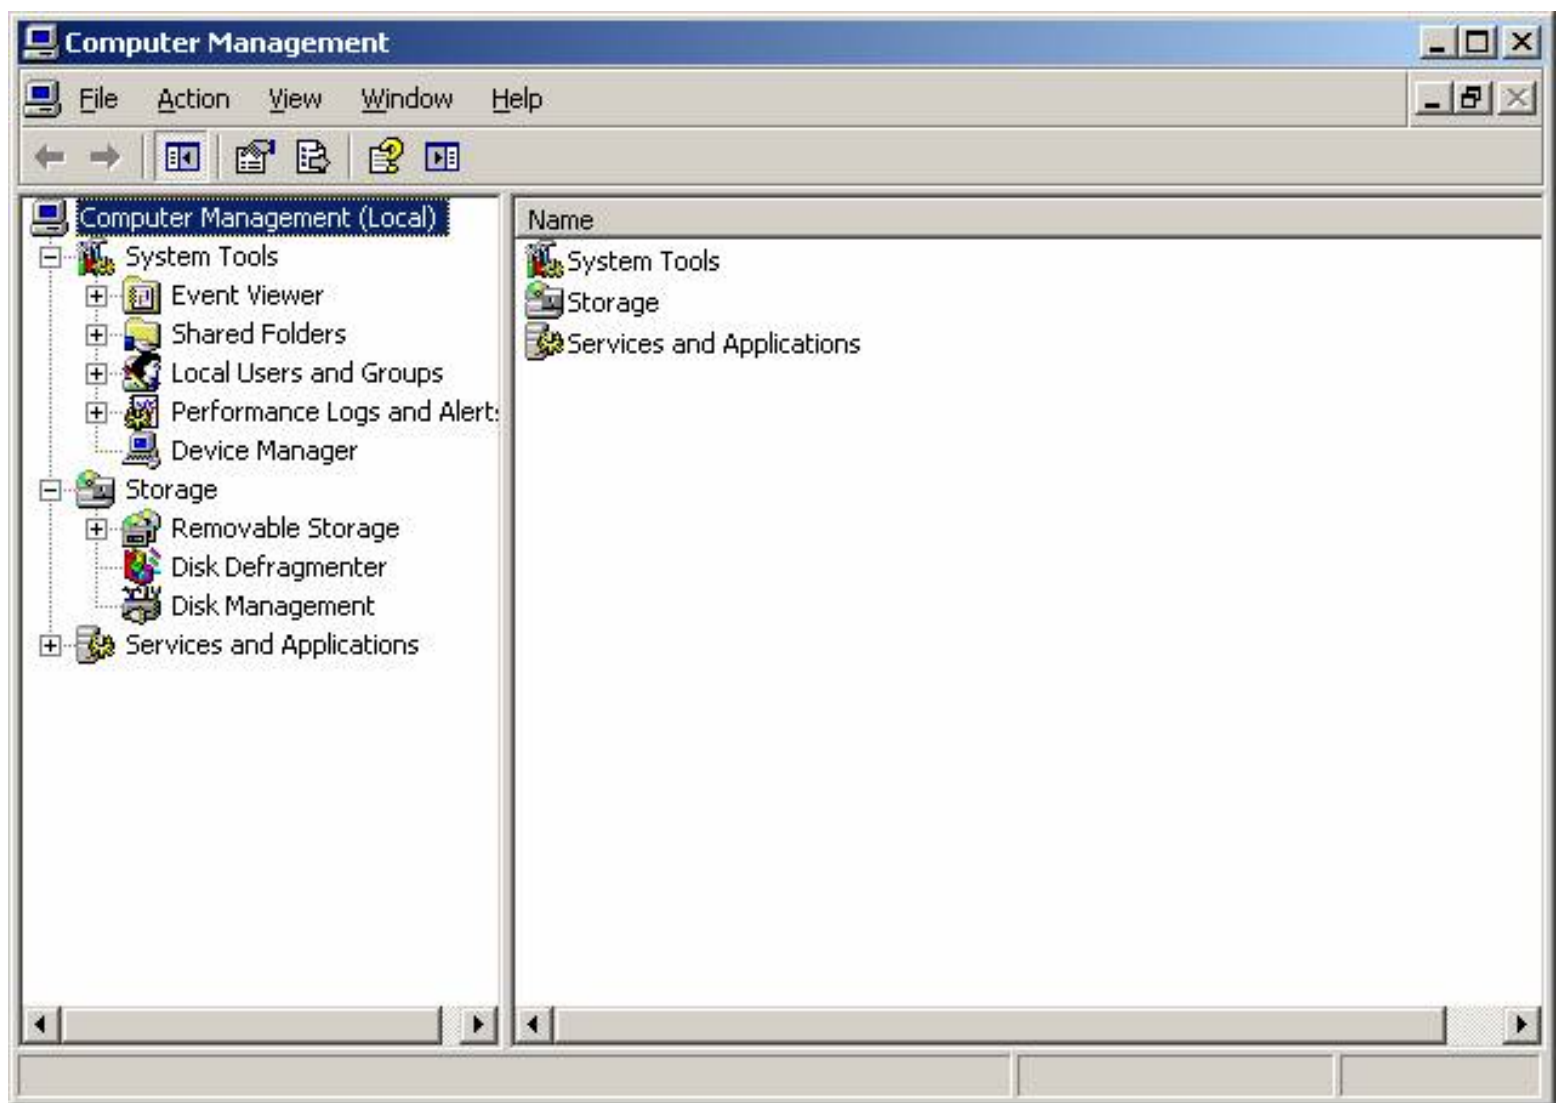 Computer Management
File Action View Window Help
Computer Management (Local)
System Tools
Event Viewer
Shared Folders
Local Users and Groups
Performance Logs and Alert
Device Manager
Storage
Removable Storage
Disk Defragmenter
Disk Management
Services and Applications
Name
System Tools
Storage
Services and Applications